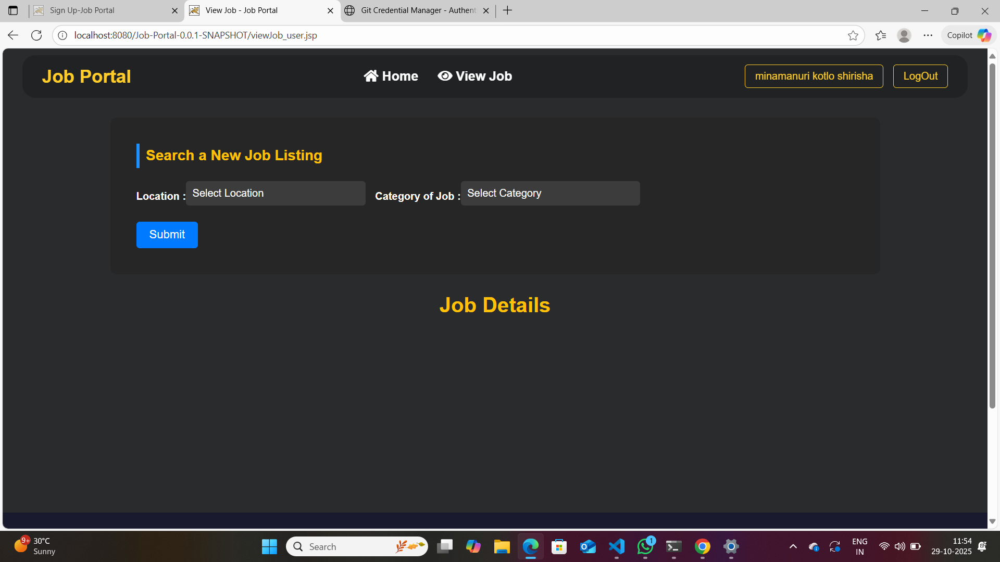 Sign Up-Job Portal
View Job - Job Portal
Git Credential Manager - Authent
localhost:8080/Job-Portal-0.0.1-SNAPSHOT/viewJob_user.jsp
Copilot
Job Portal
Home
View Job
minamanuri kotlo shirisha
LogOut
Search a New Job Listing
Location :
Select Location
Category of Job :
Select Category
Submit
Job Details
9+
30°C
Sunny
Search
1
ENG
IN
11:54
29-10-2025